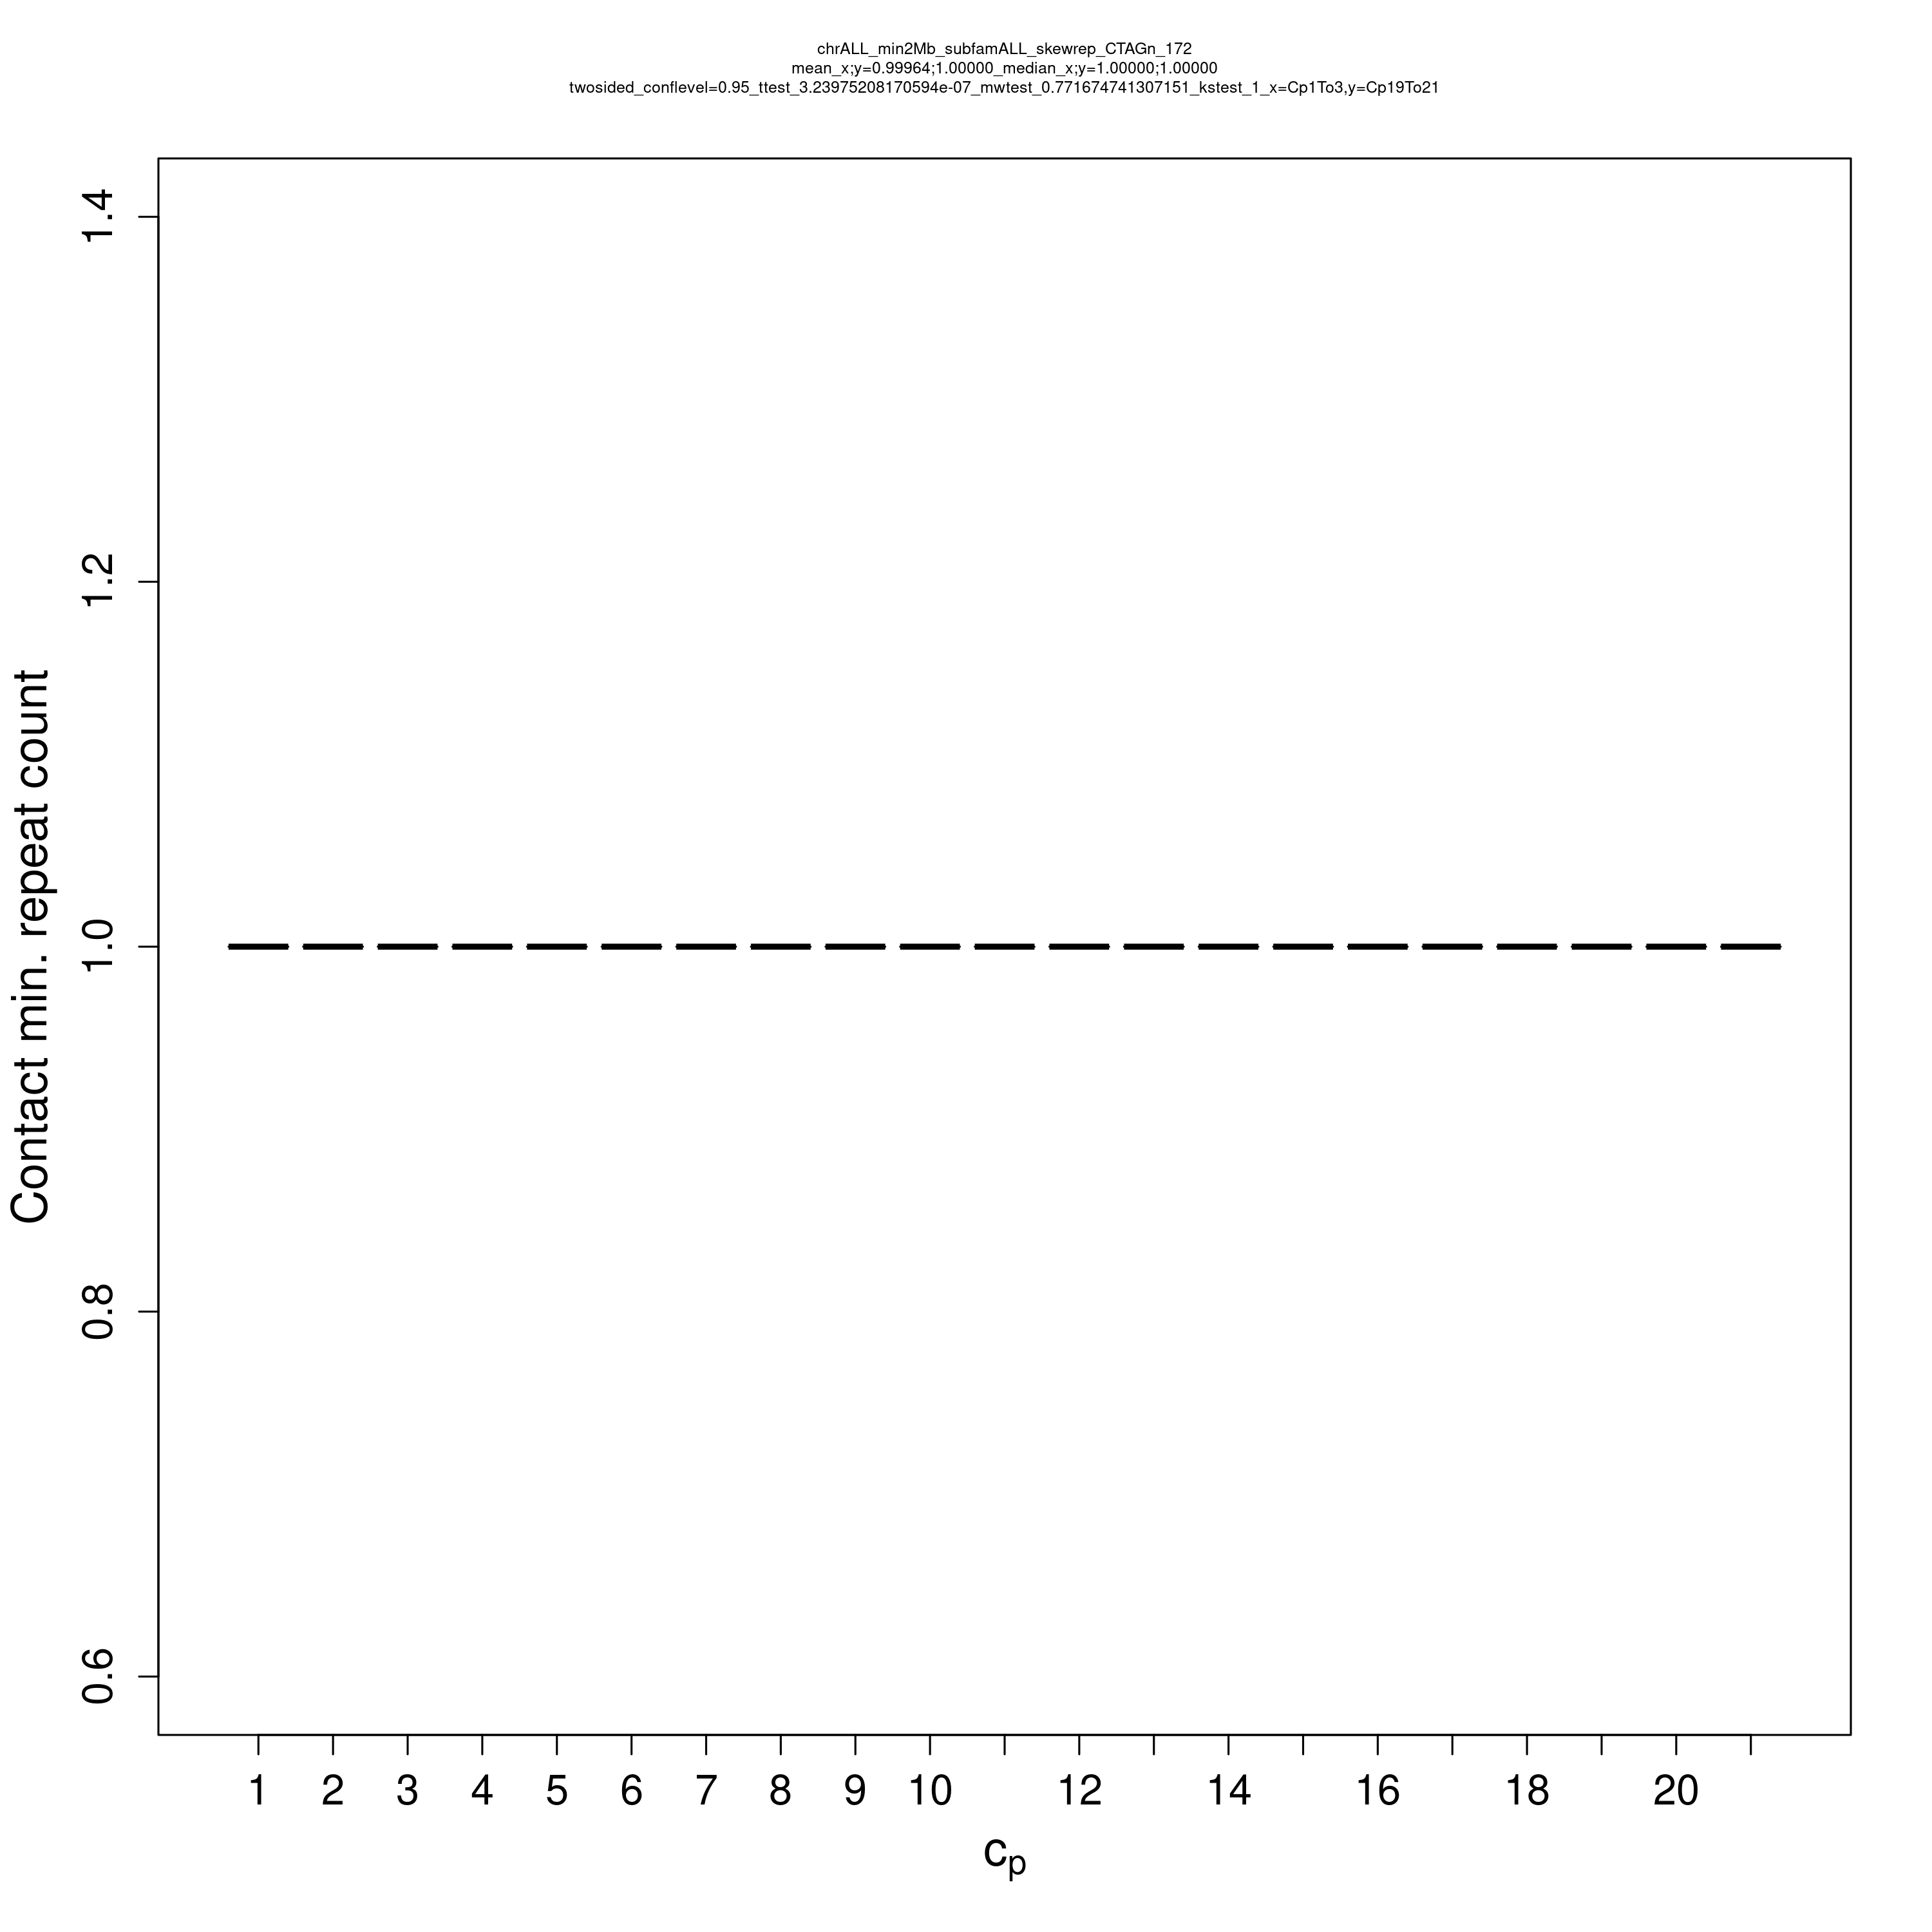 chrALL_min2Mb_subfamALL_skewrep_CTAGn_172
mean_x;y=0.99964;1.00000_median_x;y=1.00000;1.00000
twosided_conflevel=0.95_ttest_3.23975208170594e-07_mwtest_0.771674741307151_kstest_1_x=Cp1To3,y=Cp19To21
Contact min. repeat count
1.4
1.2
1.0
0.8
0.6
1 2 3 4 5 6 7 8 9 10 12 14 16 18 20
cp